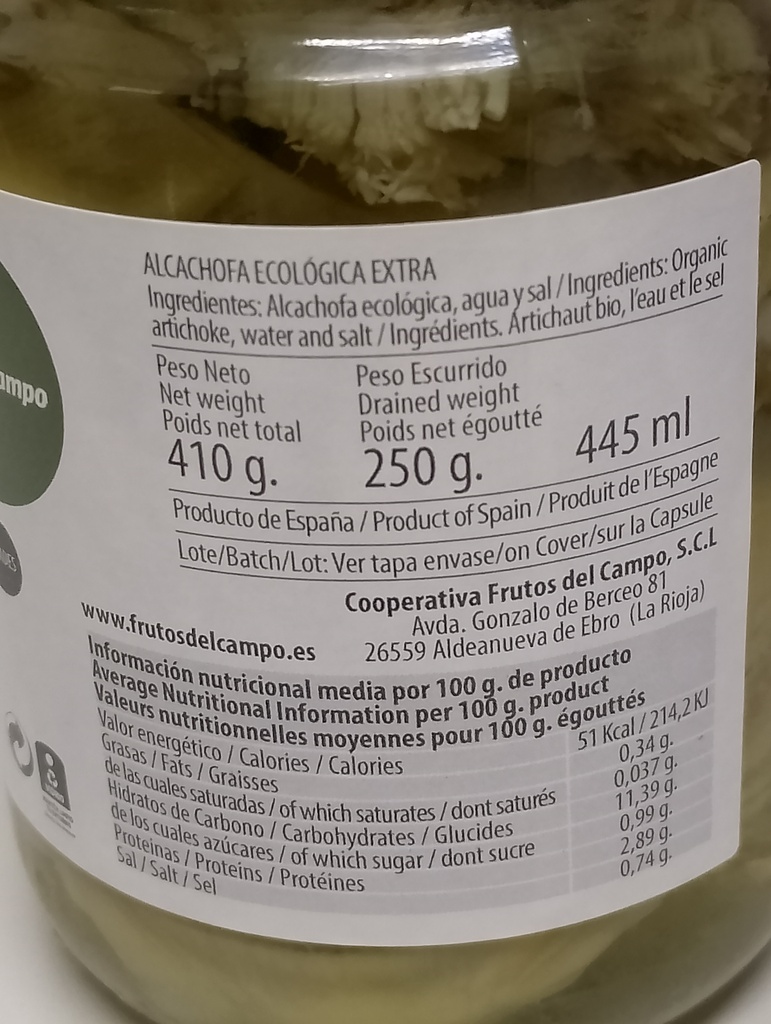 ALCACHOFA ECOLÓGICA EXTRA
Ingredientes: Alcachofa ecológica, agua y sal / Ingredients: Organic
artichoke, water and salt / Ingrédients. Artichaut bio, l'eau et le sel
Peso Neto
Net weight
Poids net total
410 g.
Peso Escurrido
Drained weight
Poids net égoutté
250 g.
445 ml
Producto de España / Product of Spain / Produit de l'Espagne
Lote/Batch/Lot: Ver tapa envase/on Cover/sur la Capsule
www.frutosdelcampo.es
Cooperativa Frutos del Campo, S.C.L
Avda. Gonzalo de Berceo 81
26559 Aldeanueva de Ebro (La Rioja)
Información nutricional media por 100 g. de producto
Average Nutritional Information per 100 g. product
Valeurs nutritionnelles moyennes pour 100 g. égouttés
Valor energético / Calories / Calories 51 Kcal / 214,2 KJ
Grasas / Fats / Graisses 0,34 g.
de las cuales saturadas / of which saturates / dont saturés 0,037 g.
Hidratos de Carbono / Carbohydrates / Glucides 11,39 g.
de los cuales azúcares / of which sugar / dont sucre 0,99 g.
Proteinas / Proteins / Protéines 2,89 g.
Sal / Salt / Sel 0,74 g.